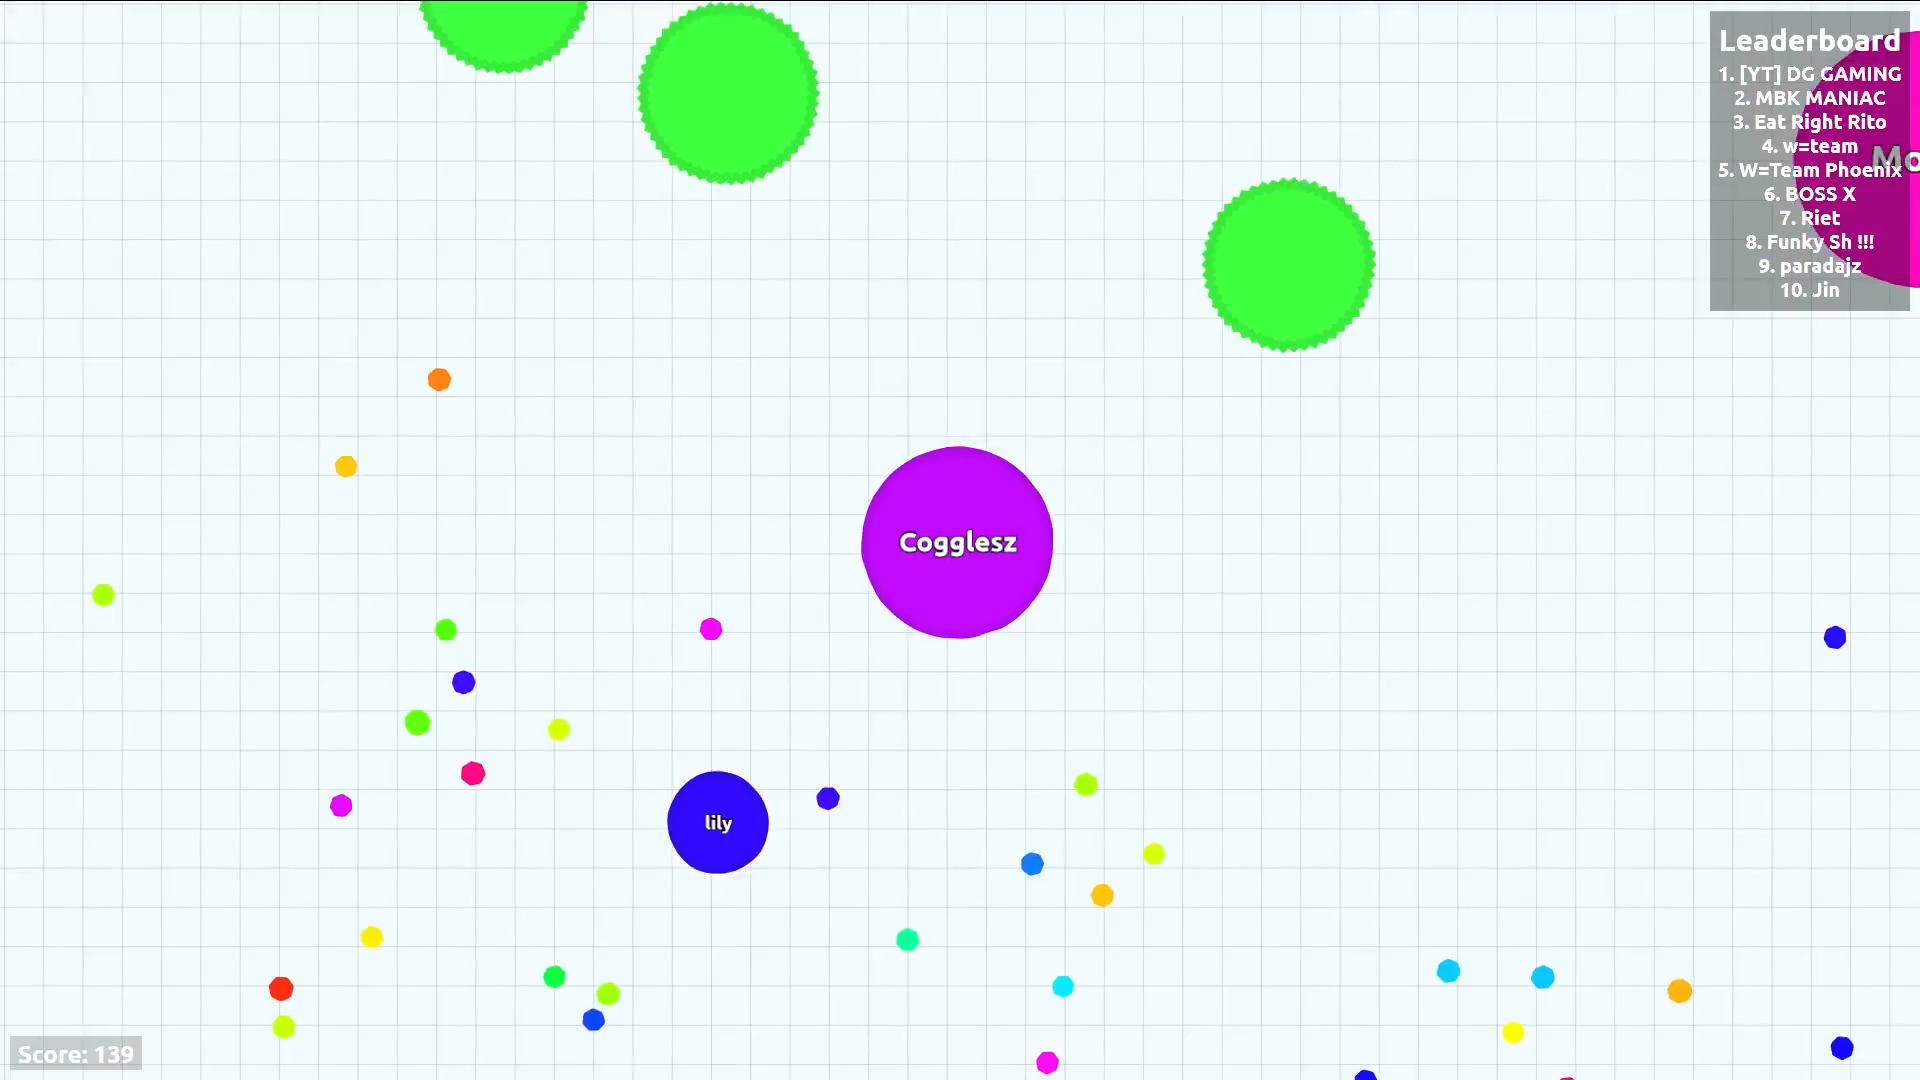 Leaderboard
1. [YT] DG GAMING
2. MBK MANIAC
3. Eat Right Rito
4. w=team
5. W=Team Phoenix
6. BOSS X
7. Riet
8. Funky Sh !!!
9. paradajz
10. Jin
Mo
Cogglesz
lily
Score: 139